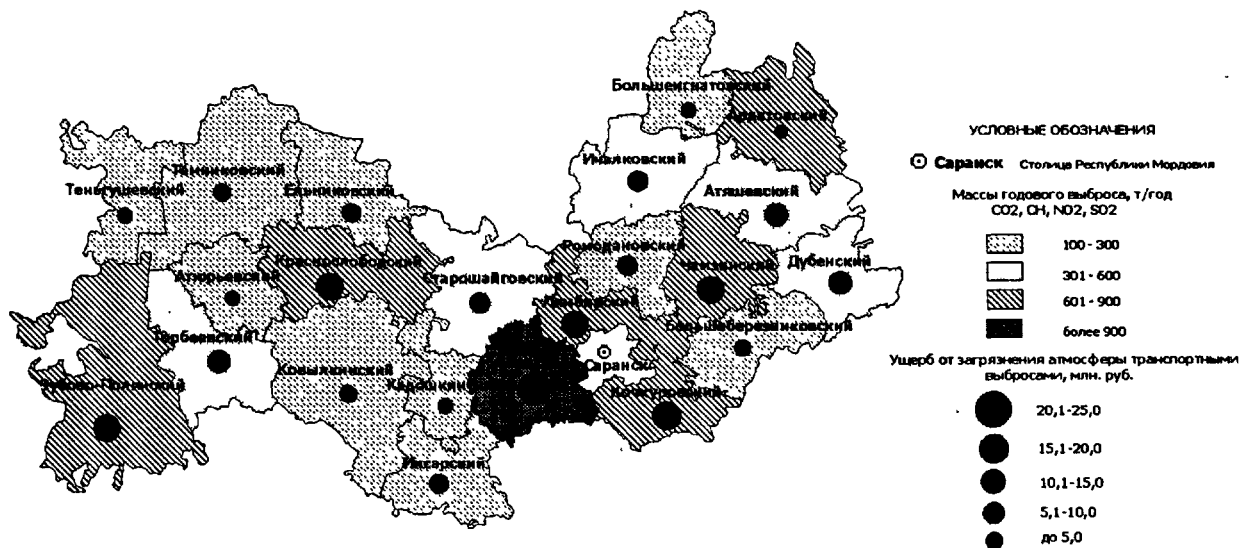 Большеигнатовский
Ардатовский
Ичалковский
Атяшевский
Темниковский
Теньгушевский
Ельниковский
Ромодановский
Чамзинский
Дубенский
Краснослободский
Атюрьевский
Старошайговский
Лямбирский
Большеберезниковский
Торбеевский
Ковылкинский
Саранск
Зубово-Полянский
Кадошкинский
Кочкуровский
Инсарский
УСЛОВНЫЕ ОБОЗНАЧЕНИЯ
Саранск Столица Республики Мордовия
Массы годового выброса, т/год
CO2, CH, NO2, SO2
100 - 300
301 - 600
601 - 900
более 900
Ущерб от загрязнения атмосферы транспортными
выбросами, млн. руб.
20,1-25,0
15,1-20,0
10,1-15,0
5,1-10,0
до 5,0